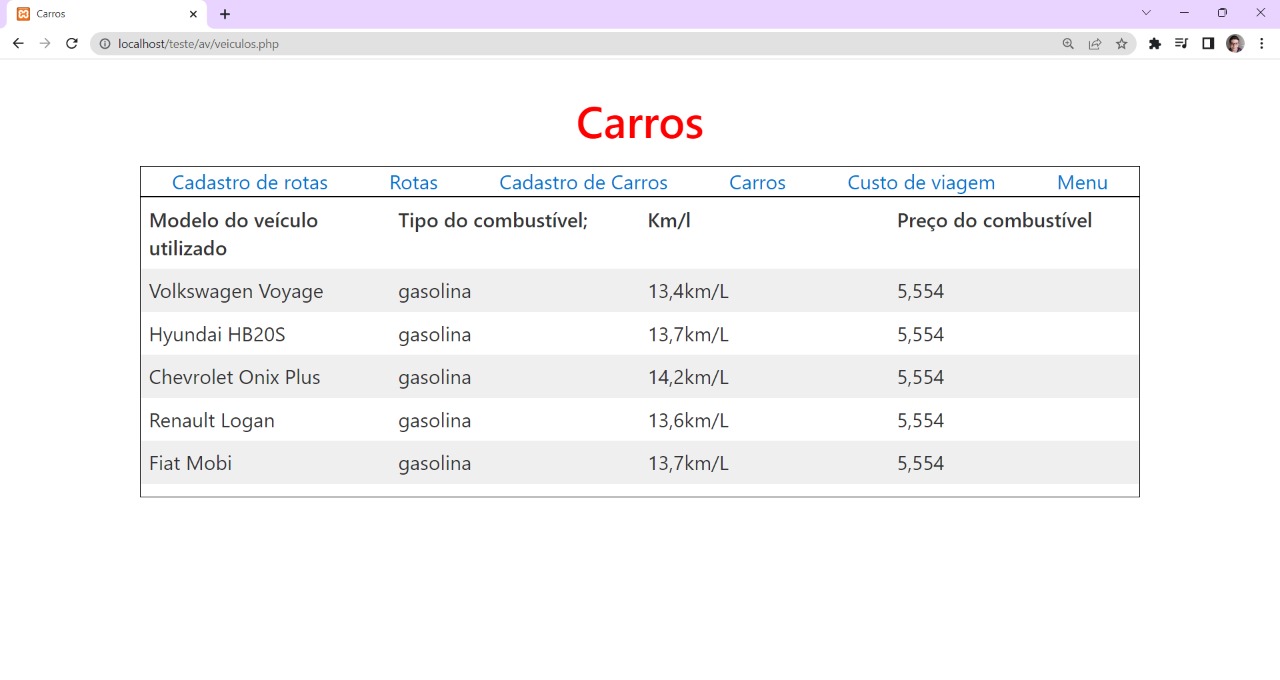 Carros
localhost/teste/av/veiculos.php
Carros
Cadastro de rotas Rotas Cadastro de Carros Carros Custo de viagem Menu
Modelo do veículo utilizado Tipo do combustível; Km/l Preço do combustível
Volkswagen Voyage gasolina 13,4km/L 5,554
Hyundai HB20S gasolina 13,7km/L 5,554
Chevrolet Onix Plus gasolina 14,2km/L 5,554
Renault Logan gasolina 13,6km/L 5,554
Fiat Mobi gasolina 13,7km/L 5,554